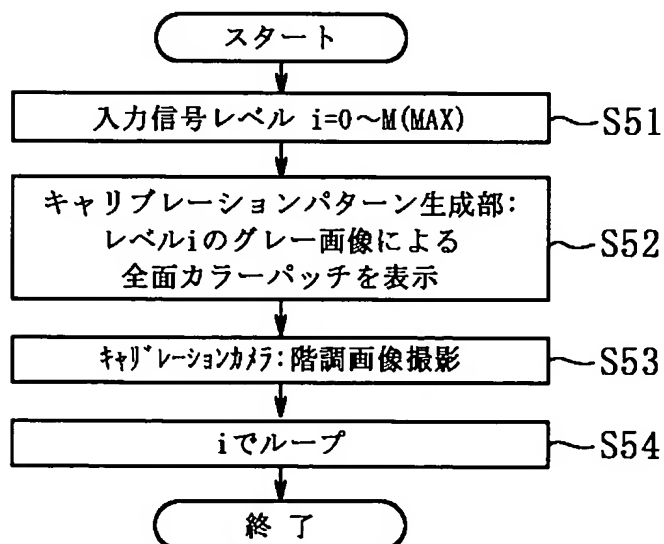 スタート
入力信号レベル i=0～M(MAX)
S51
キャリブレーションパターン生成部:
レベルiのグレー画像による
全面カラーパッチを表示
S52
ｷｬﾘﾞﾚｰｼｮﾝｶﾒﾗ:階調画像撮影
S53
iでループ
S54
終了